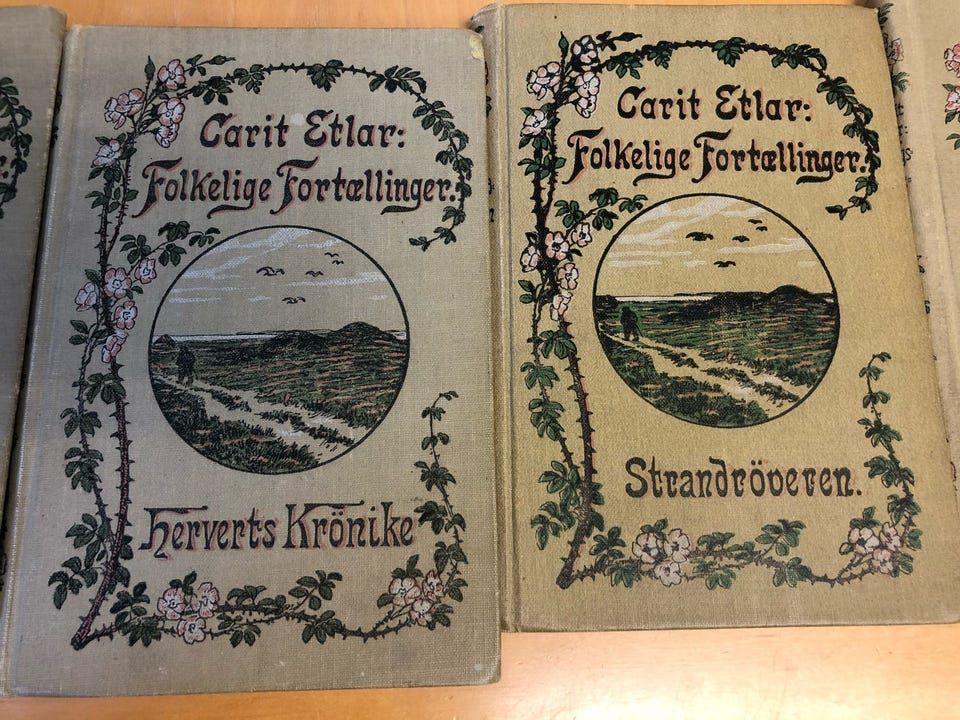 Carit Etlar:
Folkelige Fortællinger.
Herverts Krönike
Carit Etlar:
Folkelige Fortællinger.
Strandröveren.